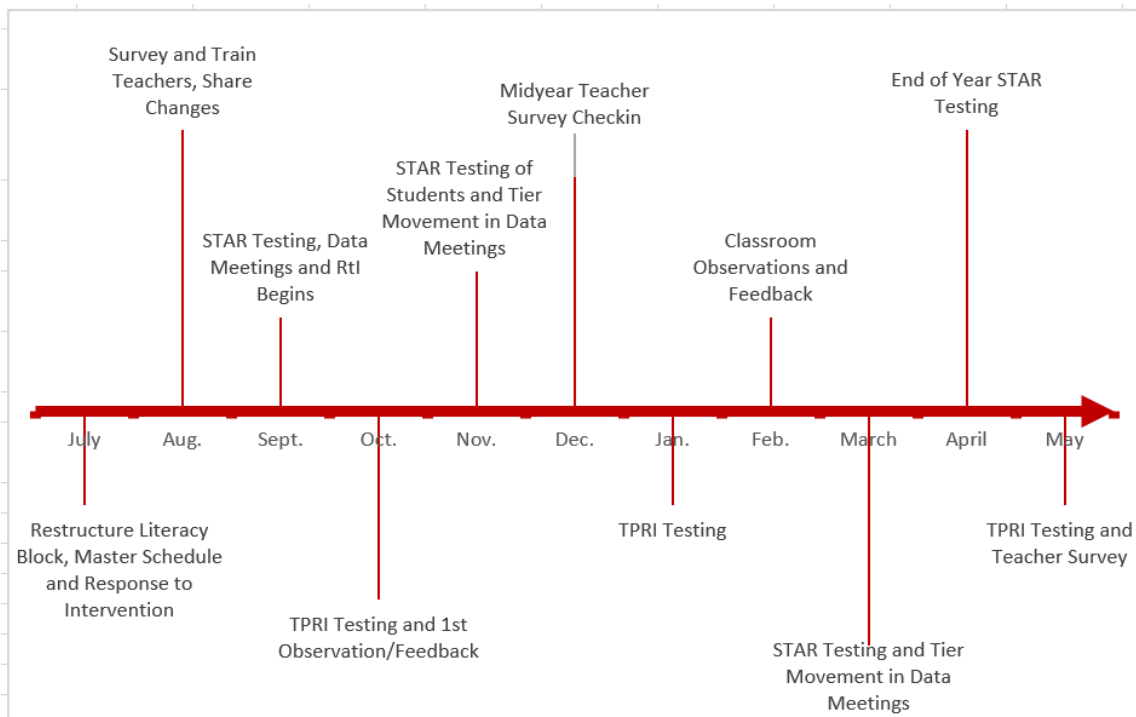 Survey and Train
Teachers, Share
Changes
Midyear Teacher
Survey Checkin
End of Year STAR
Testing
STAR Testing of
Students and Tier
Movement in Data
Meetings
STAR Testing, Data
Meetings and RtI
Begins
Classroom
Observations and
Feedback
July Aug. Sept. Oct. Nov. Dec. Jan. Feb. March April May
Restructure Literacy
Block, Master Schedule
and Response to
Intervention
TPRI Testing
TPRI Testing and
Teacher Survey
TPRI Testing and 1st
Observation/Feedback
STAR Testing and Tier
Movement in Data
Meetings